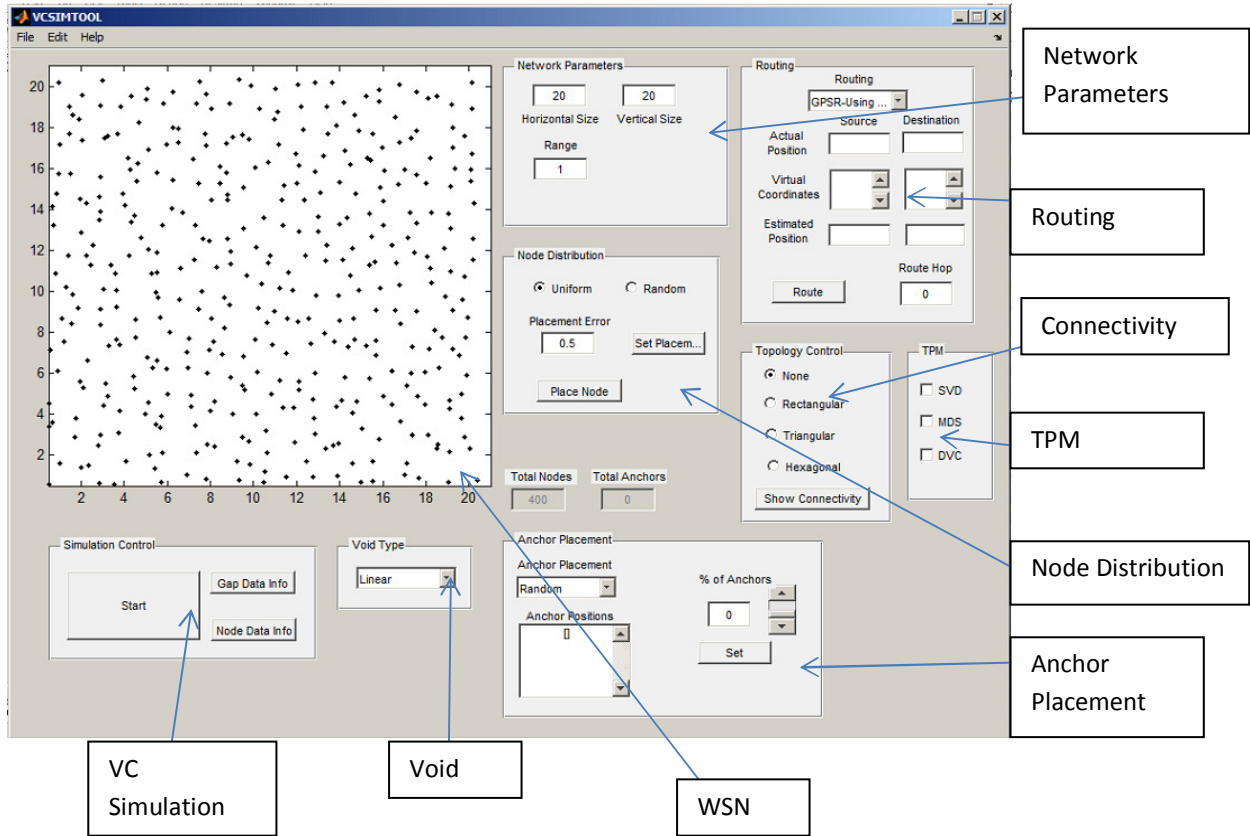 VCSIMTOOL
File Edit Help
20
18
16
14
12
10
8
6
4
2
2 4 6 8 10 12 14 16 18 20
Network Parameters
20 20
Horizontal Size Vertical Size
Range
1
Node Distribution
Uniform Random
Placement Error
0.5 Set Placem...
Place Node
Total Nodes Total Anchors
400 0
Routing
Routing
GPSR-Using ...
Source Destination
Actual
Position
Virtual
Coordinates
Estimated
Position
Route Hop
Route 0
Topology Control
None
Rectangular
Triangular
Hexagonal
Show Connectivity
TPM
SVD
MDS
DVC
Simulation Control
Start
Gap Data Info
Node Data Info
Void Type
Linear
Anchor Placement
Anchor Placement
Random
Anchor Positions
[]
% of Anchors
0
Set
Network
Parameters
Routing
Connectivity
TPM
Node Distribution
Anchor
Placement
VC
Simulation
Void
WSN